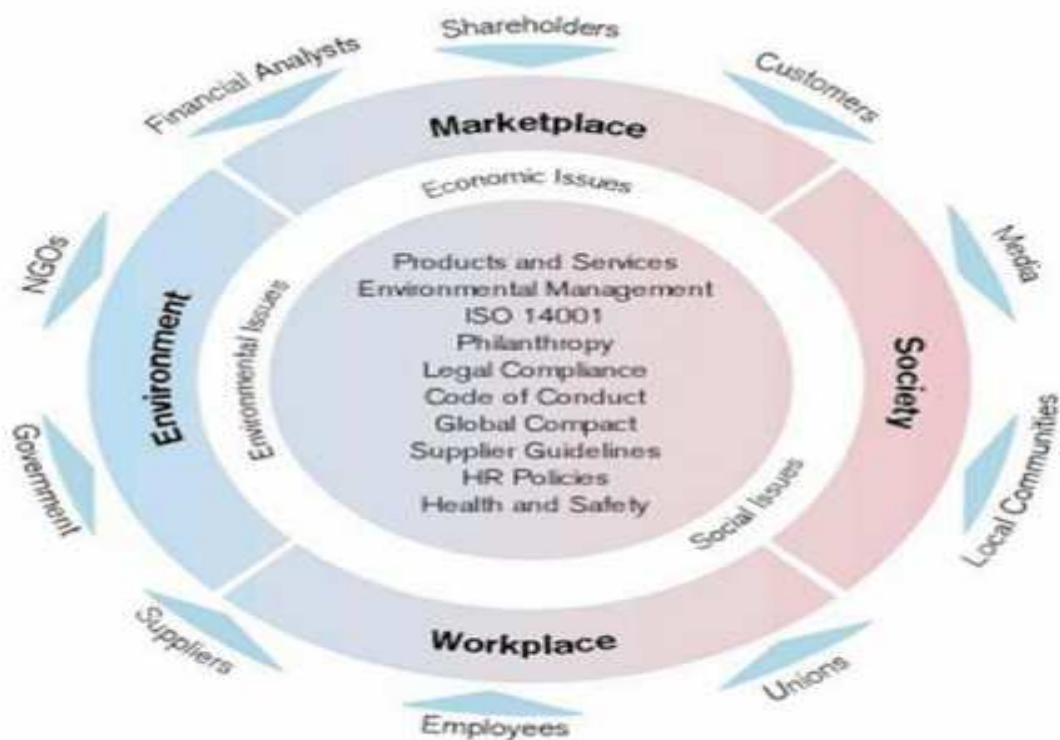 Shareholders
Financial Analysts
Customers
Marketplace
Economic Issues
NGOs
Media
Environment
Environmental Issues
Products and Services
Environmental Management
ISO 14001
Philanthropy
Legal Compliance
Code of Conduct
Global Compact
Supplier Guidelines
HR Policies
Health and Safety
Society
Social Issues
Government
Local Communities
Suppliers
Workplace
Unions
Employees